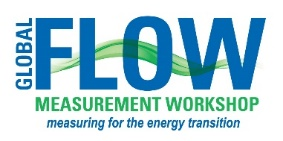 GLOBAL
FLOW
MEASUREMENT WORKSHOP
measuring for the energy transition